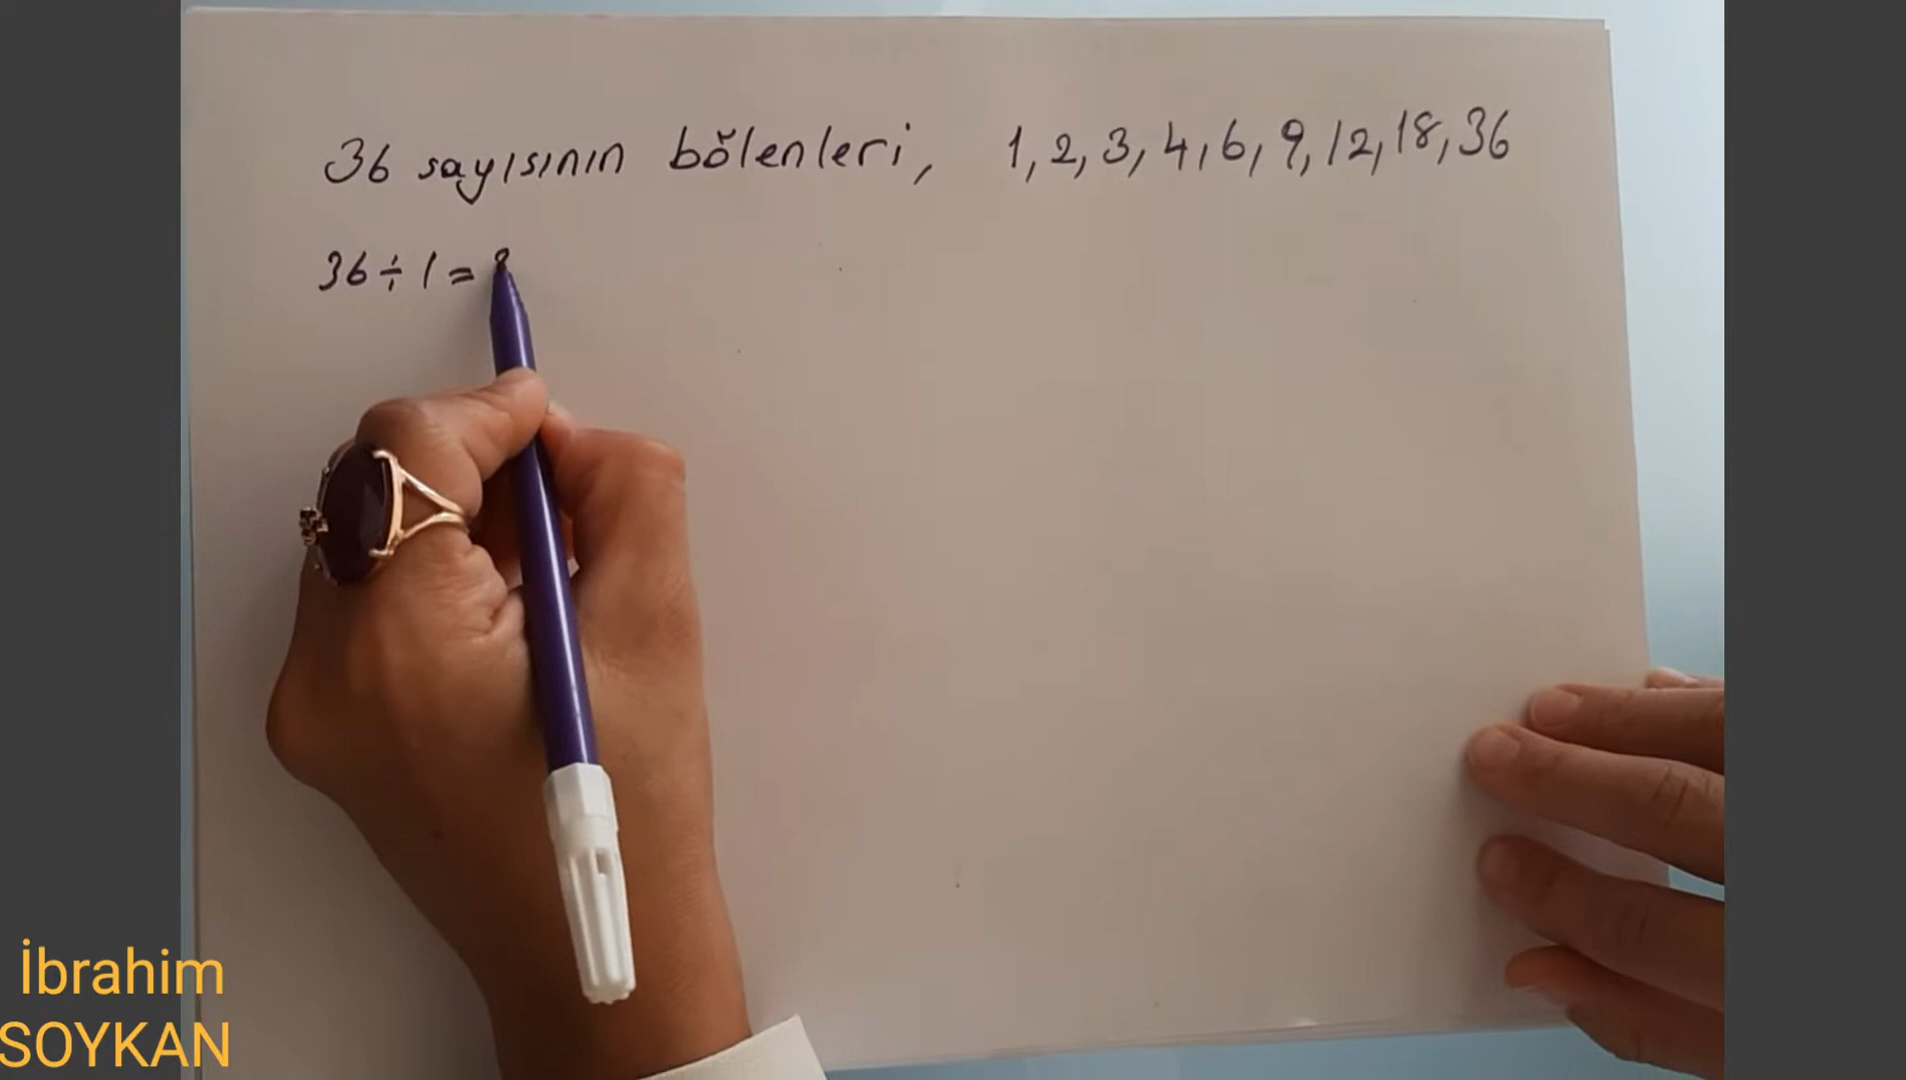 36 sayısının bölenleri, 1, 2, 3, 4, 6, 9, 12, 18, 36
36 ÷ 1 =
İbrahim
SOYKAN